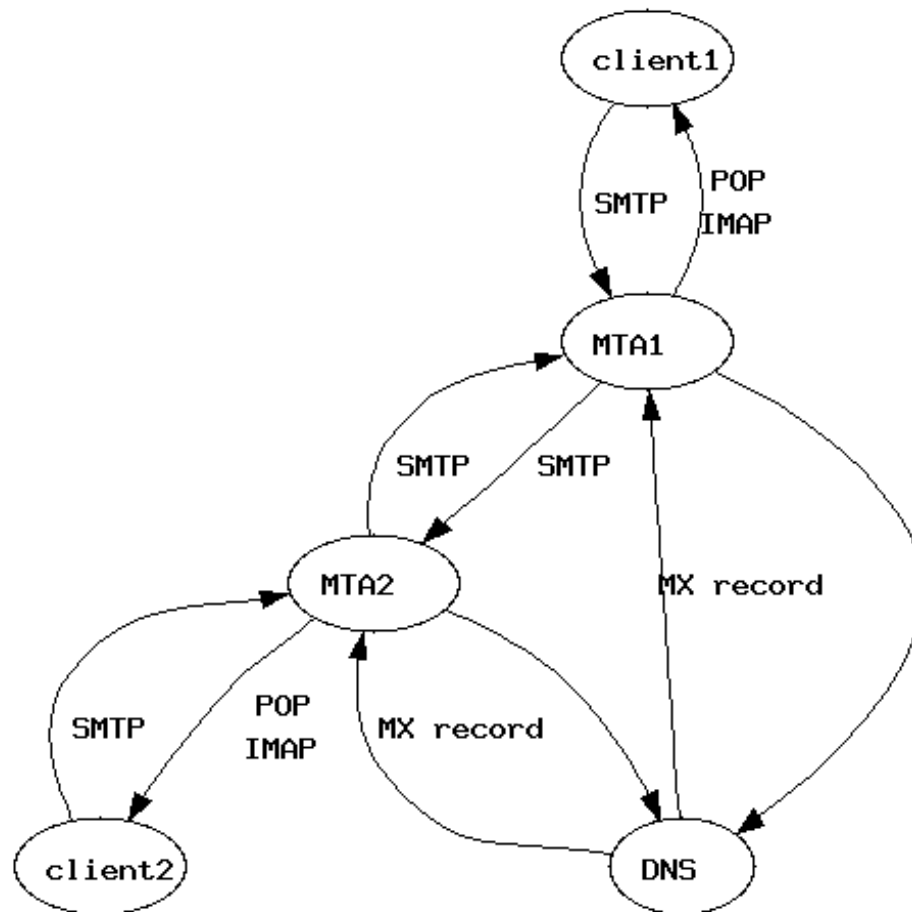 client1
SMTP
POP
IMAP
MTA1
SMTP
SMTP
MTA2
MX record
SMTP
POP
IMAP
MX record
client2
DNS